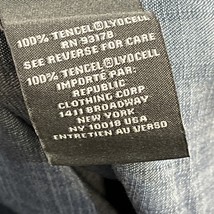 100% TENCEL®LYOCELL
RN 93178
SEE REVERSE FOR CARE
100% TENCEL®LYOCELL
IMPORTE PAR:
REPUBLIC
CLOTHING CORP
1411 BROADWAY
NEW YORK
NY 10018 USA
ENTRETIEN AU VERSO